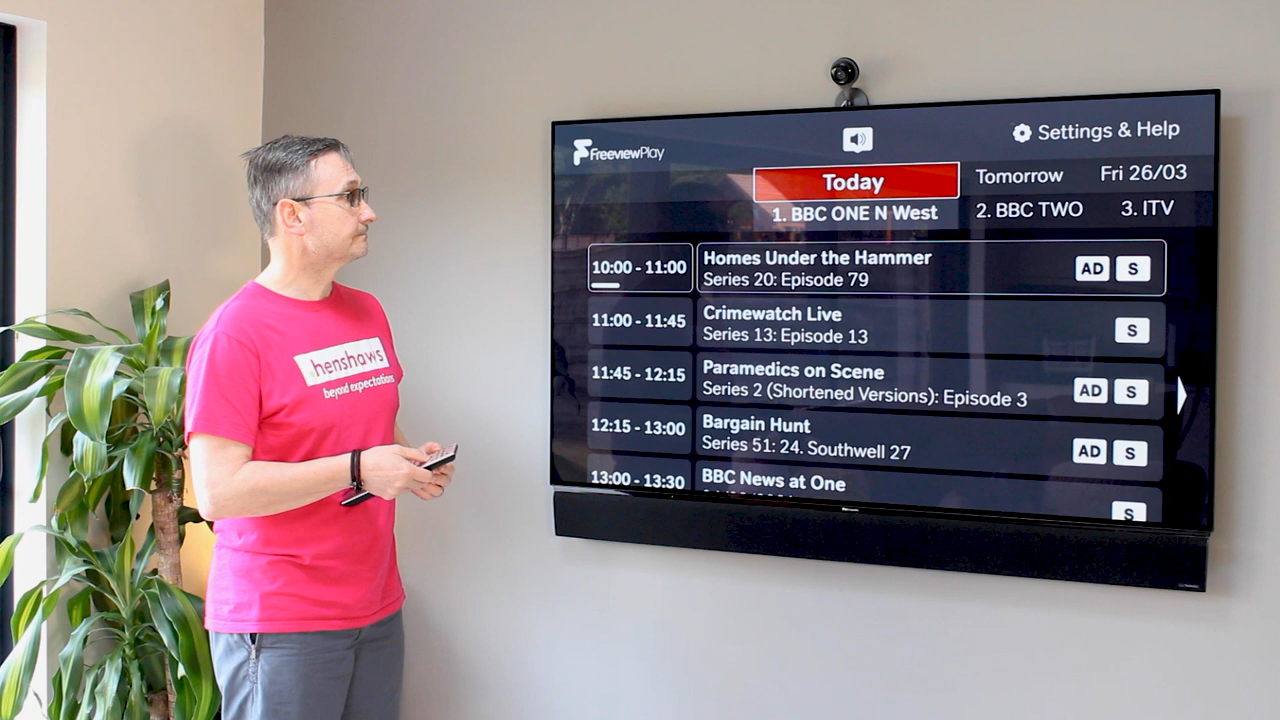 FreeviewPlay
Settings & Help
Today
Tomorrow
Fri 26/03
1. BBC ONE N West
2. BBC TWO
3. ITV
10:00 - 11:00
Homes Under the Hammer
Series 20: Episode 79
AD S
11:00 - 11:45
Crimewatch Live
Series 13: Episode 13
S
11:45 - 12:15
Paramedics on Scene
Series 2 (Shortened Versions): Episode 3
AD S
12:15 - 13:00
Bargain Hunt
Series 51: 24. Southwell 27
AD S
13:00 - 13:30
BBC News at One
S
henshaws
beyond expectations